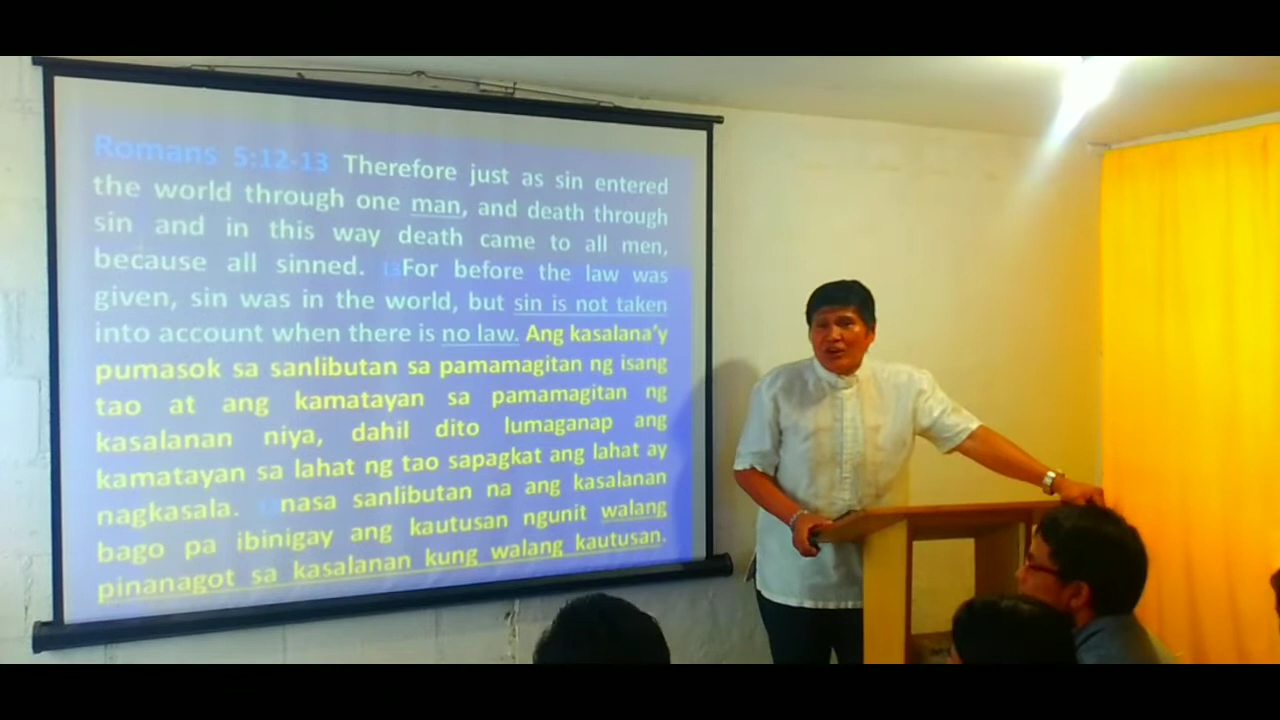 Romans 5:12-13 Therefore just as sin entered
the world through one man, and death through
sin and in this way death came to all men,
because all sinned. 13For before the law was
given, sin was in the world, but sin is not taken
into account when there is no law. Ang kasalana'y
pumasok sa sanlibutan sa pamamagitan ng isang
tao at ang kamatayan sa pamamagitan ng
kasalanan niya, dahil dito lumaganap ang
kamatayan sa lahat ng tao sapagkat ang lahat ay
nagkasala. 13nasa sanlibutan na ang kasalanan
bago pa ibinigay ang kautusan ngunit walang
pinanagot sa kasalanan kung walang kautusan.